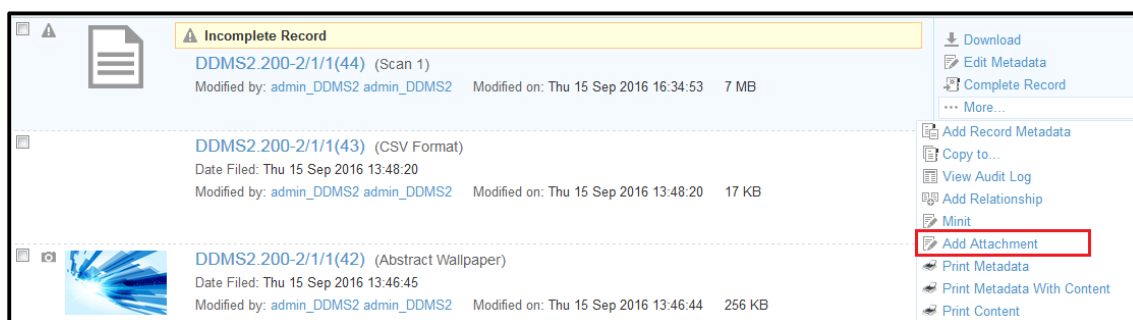 Incomplete Record
DDMS2.200-2/1/1(44) (Scan 1)
Modified by: admin_DDMS2 admin_DDMS2 Modified on: Thu 15 Sep 2016 16:34:53 7 MB
DDMS2.200-2/1/1(43) (CSV Format)
Date Filed: Thu 15 Sep 2016 13:48:20
Modified by: admin_DDMS2 admin_DDMS2 Modified on: Thu 15 Sep 2016 13:48:20 17 KB
DDMS2.200-2/1/1(42) (Abstract Wallpaper)
Date Filed: Thu 15 Sep 2016 13:46:45
Modified by: admin_DDMS2 admin_DDMS2 Modified on: Thu 15 Sep 2016 13:46:44 256 KB
Download
Edit Metadata
Complete Record
··· More...
Add Record Metadata
Copy to...
View Audit Log
Add Relationship
Minit
Add Attachment
Print Metadata
Print Metadata With Content
Print Content